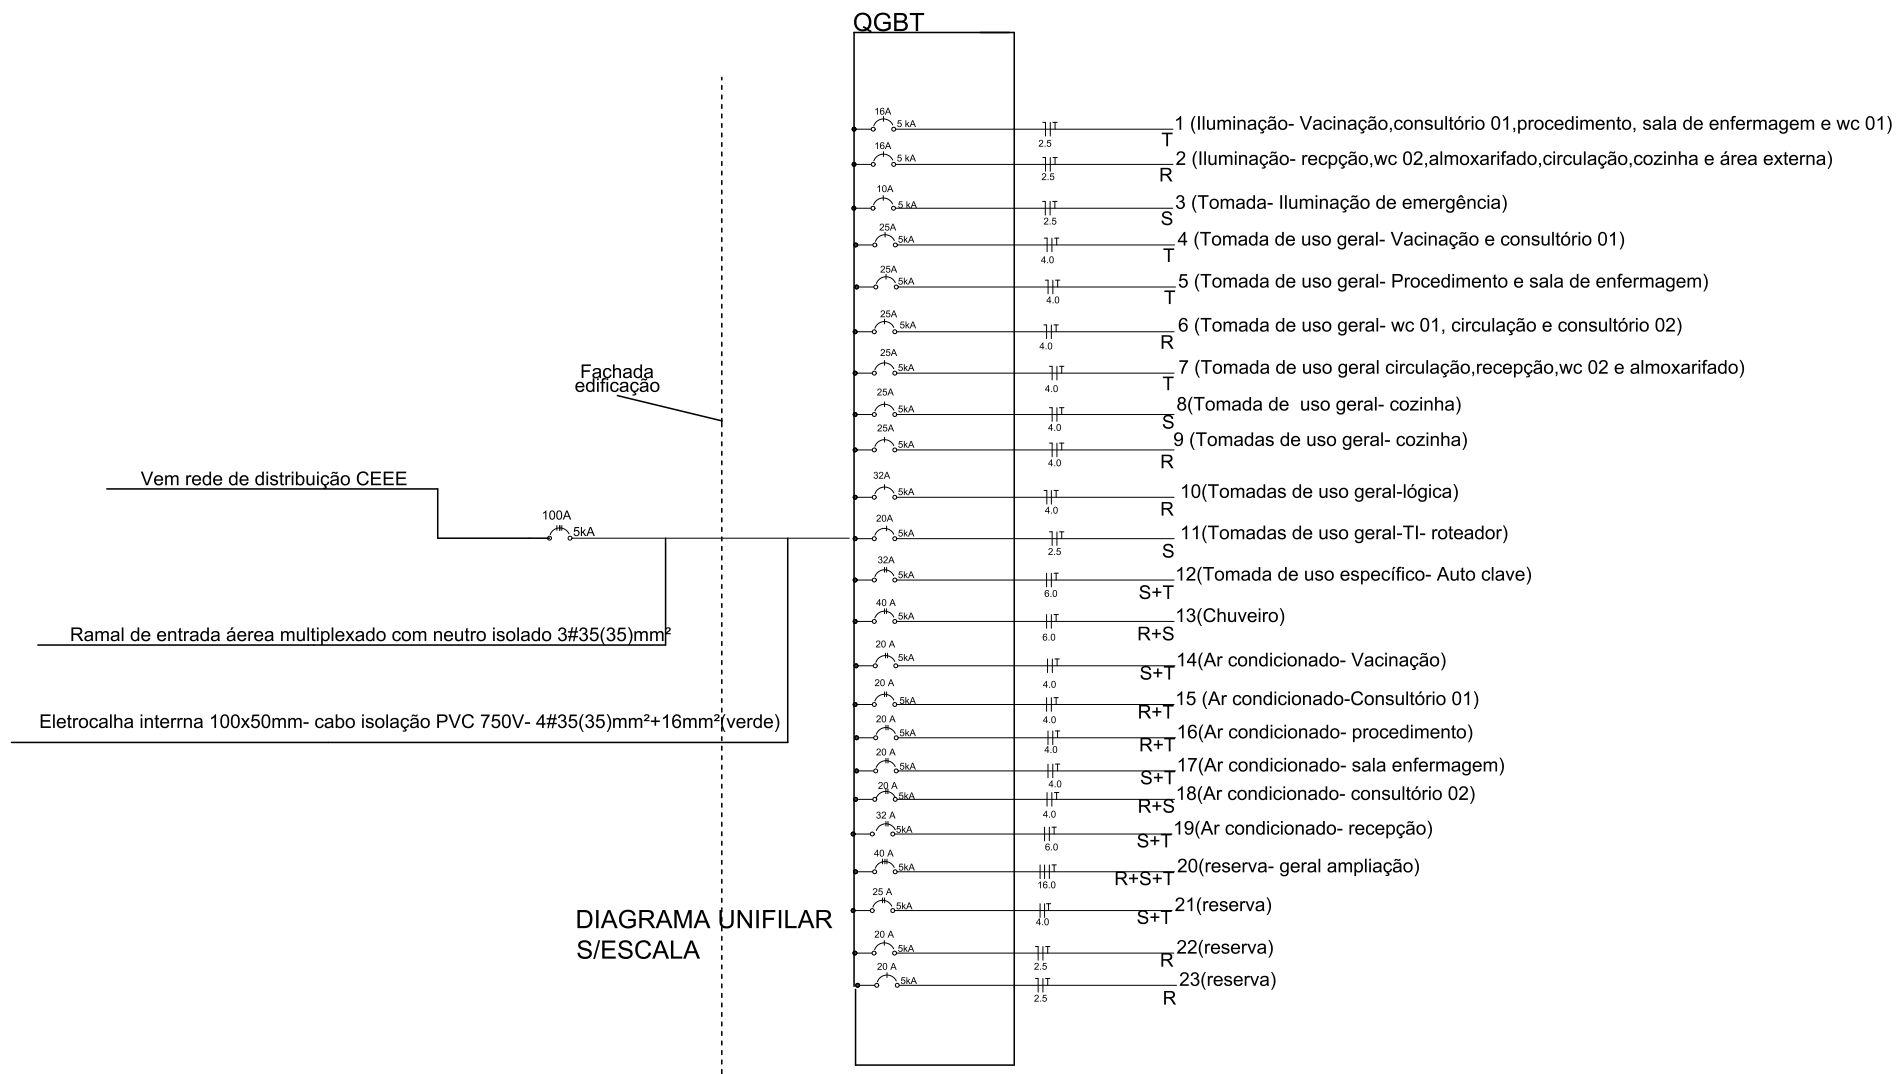 QGBT
16A
5 kA
2.5
T
1 (Iluminação- Vacinação,consultório 01,procedimento, sala de enfermagem e wc 01)
16A
5 kA
2.5
R
2 (Iluminação- recpção,wc 02,almoxarifado,circulação,cozinha e área externa)
10A
5 kA
2.5
S
3 (Tomada- Iluminação de emergência)
25A
5kA
4.0
T
4 (Tomada de uso geral- Vacinação e consultório 01)
25A
5kA
4.0
T
5 (Tomada de uso geral- Procedimento e sala de enfermagem)
25A
5kA
4.0
R
6 (Tomada de uso geral- wc 01, circulação e consultório 02)
25A
5kA
4.0
T
7 (Tomada de uso geral circulação,recepção,wc 02 e almoxarifado)
25A
5kA
4.0
S
8(Tomada de  uso geral- cozinha)
25A
5kA
4.0
R
9 (Tomadas de uso geral- cozinha)
32A
5kA
4.0
R
10(Tomadas de uso geral-lógica)
20A
5kA
2.5
S
11(Tomadas de uso geral-TI- roteador)
32A
5kA
6.0
S+T
12(Tomada de uso específico- Auto clave)
40 A
5kA
6.0
R+S
13(Chuveiro)
20 A
5kA
4.0
S+T
14(Ar condicionado- Vacinação)
20 A
5kA
4.0
R+T
15 (Ar condicionado-Consultório 01)
20 A
5kA
4.0
R+T
16(Ar condicionado- procedimento)
20 A
5kA
4.0
S+T
17(Ar condicionado- sala enfermagem)
20 A
5kA
4.0
R+S
18(Ar condicionado- consultório 02)
32 A
5kA
6.0
S+T
19(Ar condicionado- recepção)
40 A
5kA
16.0
R+S+T
20(reserva- geral ampliação)
25 A
5kA
4.0
S+T
21(reserva)
20 A
5kA
2.5
R
22(reserva)
20 A
5kA
2.5
R
23(reserva)
Fachada
edificação
Vem rede de distribuição CEEE
100A
5kA
Ramal de entrada áerea multiplexado com neutro isolado 3#35(35)mm²
Eletrocalha interrna 100x50mm- cabo isolação PVC 750V- 4#35(35)mm²+16mm²(verde)
DIAGRAMA UNIFILAR
S/ESCALA